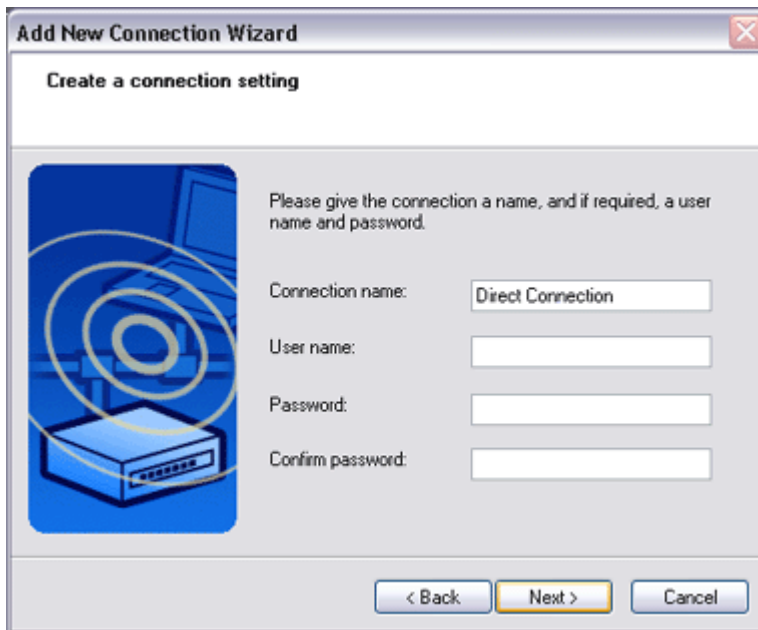 Add New Connection Wizard
Create a connection setting
Please give the connection a name, and if required, a user
name and password.
Connection name:
Direct Connection
User name:
Password:
Confirm password:
< Back
Next >
Cancel